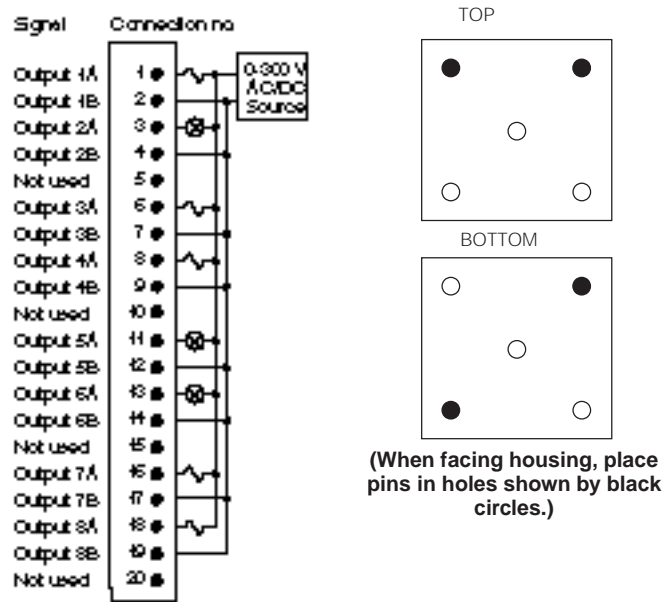 Signal Connection no
Output 1A 1
Output 1B 2
Output 2A 3
Output 2B 4
Not used 5
Output 3A 6
Output 3B 7
Output 4A 8
Output 4B 9
Not used 10
Output 5A 11
Output 5B 12
Output 6A 13
Output 6B 14
Not used 15
Output 7A 16
Output 7B 17
Output 8A 18
Output 8B 19
Not used 20
0-300 V
AC/DC
Source
TOP
BOTTOM
(When facing housing, place
pins in holes shown by black
circles.)